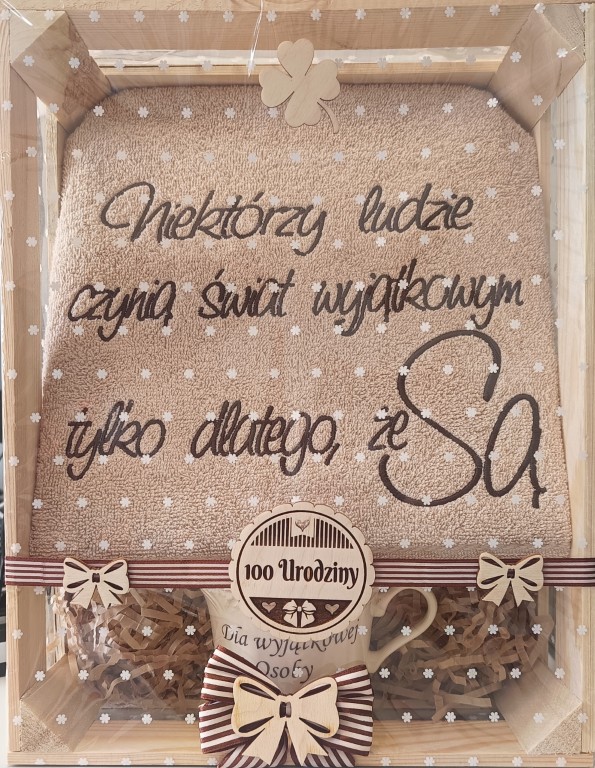 Niektórzy ludzie
czynią świat wyjątkowym
tylko dlatego, że Są
100 Urodziny
Dla wyjątkowej
Osoby